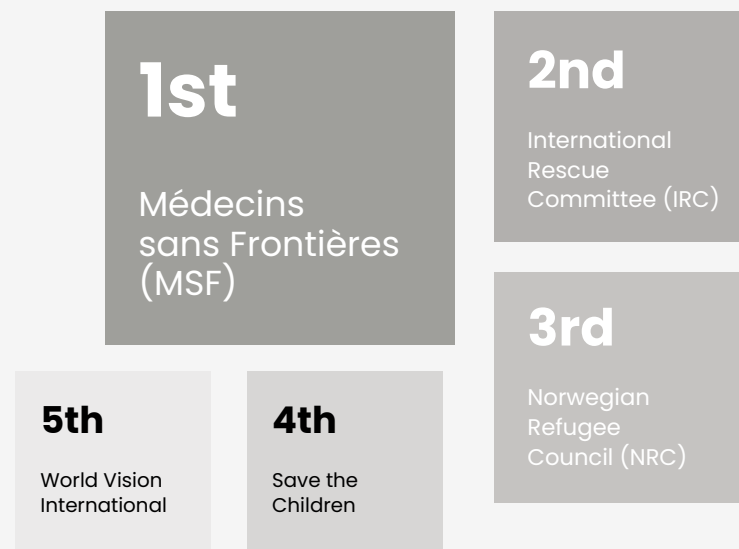 1st
Médecins
sans Frontières
(MSF)
2nd
International
Rescue
Committee (IRC)
3rd
Norwegian
Refugee
Council (NRC)
5th
World Vision
International
4th
Save the
Children